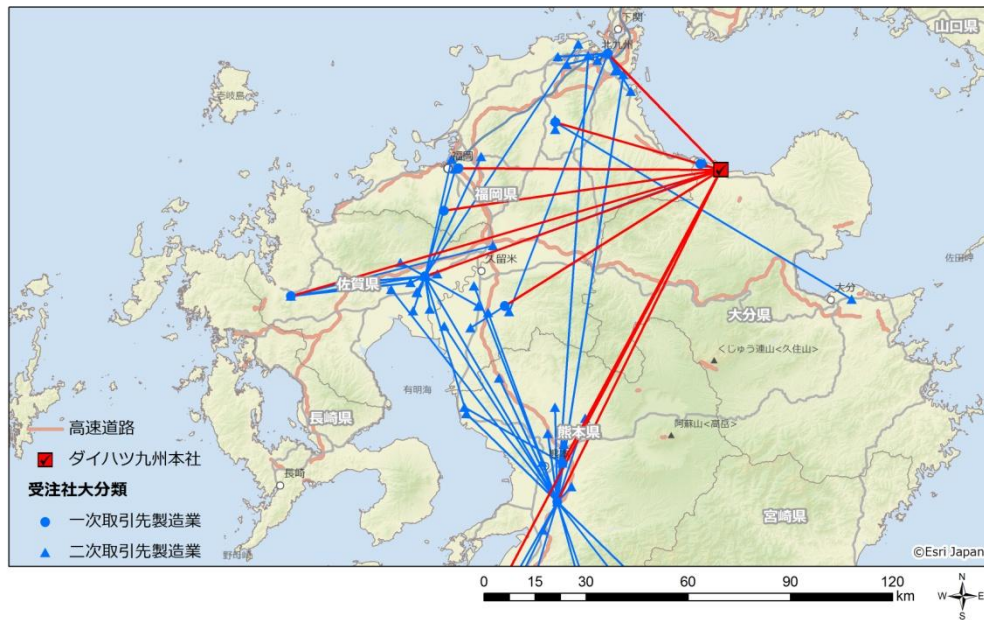 下関
山口県
北九州
壱岐島
福岡
福岡県
久留米
佐賀県
佐田岬
大分
大分県
くじゅう連山<久住山>
有明海
長崎県
阿蘇山<高岳>
熊本県
長崎
宮崎県
野母崎
高速道路
ダイハツ九州本社
受注社大分類
一次取引先製造業
二次取引先製造業
©Esri Japan
0 15 30 60 90 120
km
N
W E
S